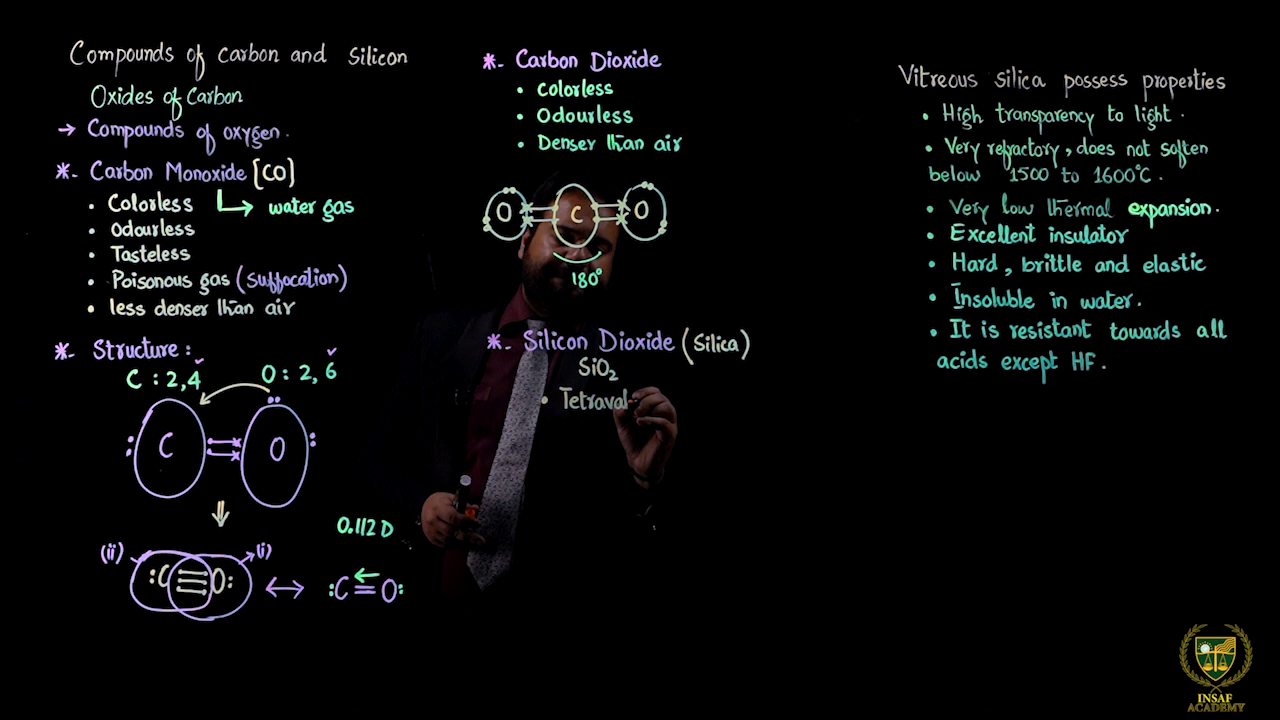 Compounds of Carbon and Silicon
Oxides of Carbon
→ Compounds of oxygen.
*- Carbon Monoxide [CO]
• Colorless → water gas
• Odourless
• Tasteless
• Poisonous gas (suffocation)
• less denser than air
*- Structure:
C : 2,4 O : 2, 6
C O
0.112 D
(ii) (i)
:C≡O: ↔ :C=O:
*- Carbon Dioxide
• Colorless
• Odourless
• Denser than air
O C O
180°
*- Silicon Dioxide (Silica)
SiO2
• Tetraval
Vitreous silica possess properties
• High transparency to light.
• Very refractory, does not soften
below 1500 to 1600°C.
• Very low thermal expansion.
• Excellent insulator
• Hard, brittle and elastic
• Insoluble in water.
• It is resistant towards all
acids except HF.
INSAF
ACADEMY